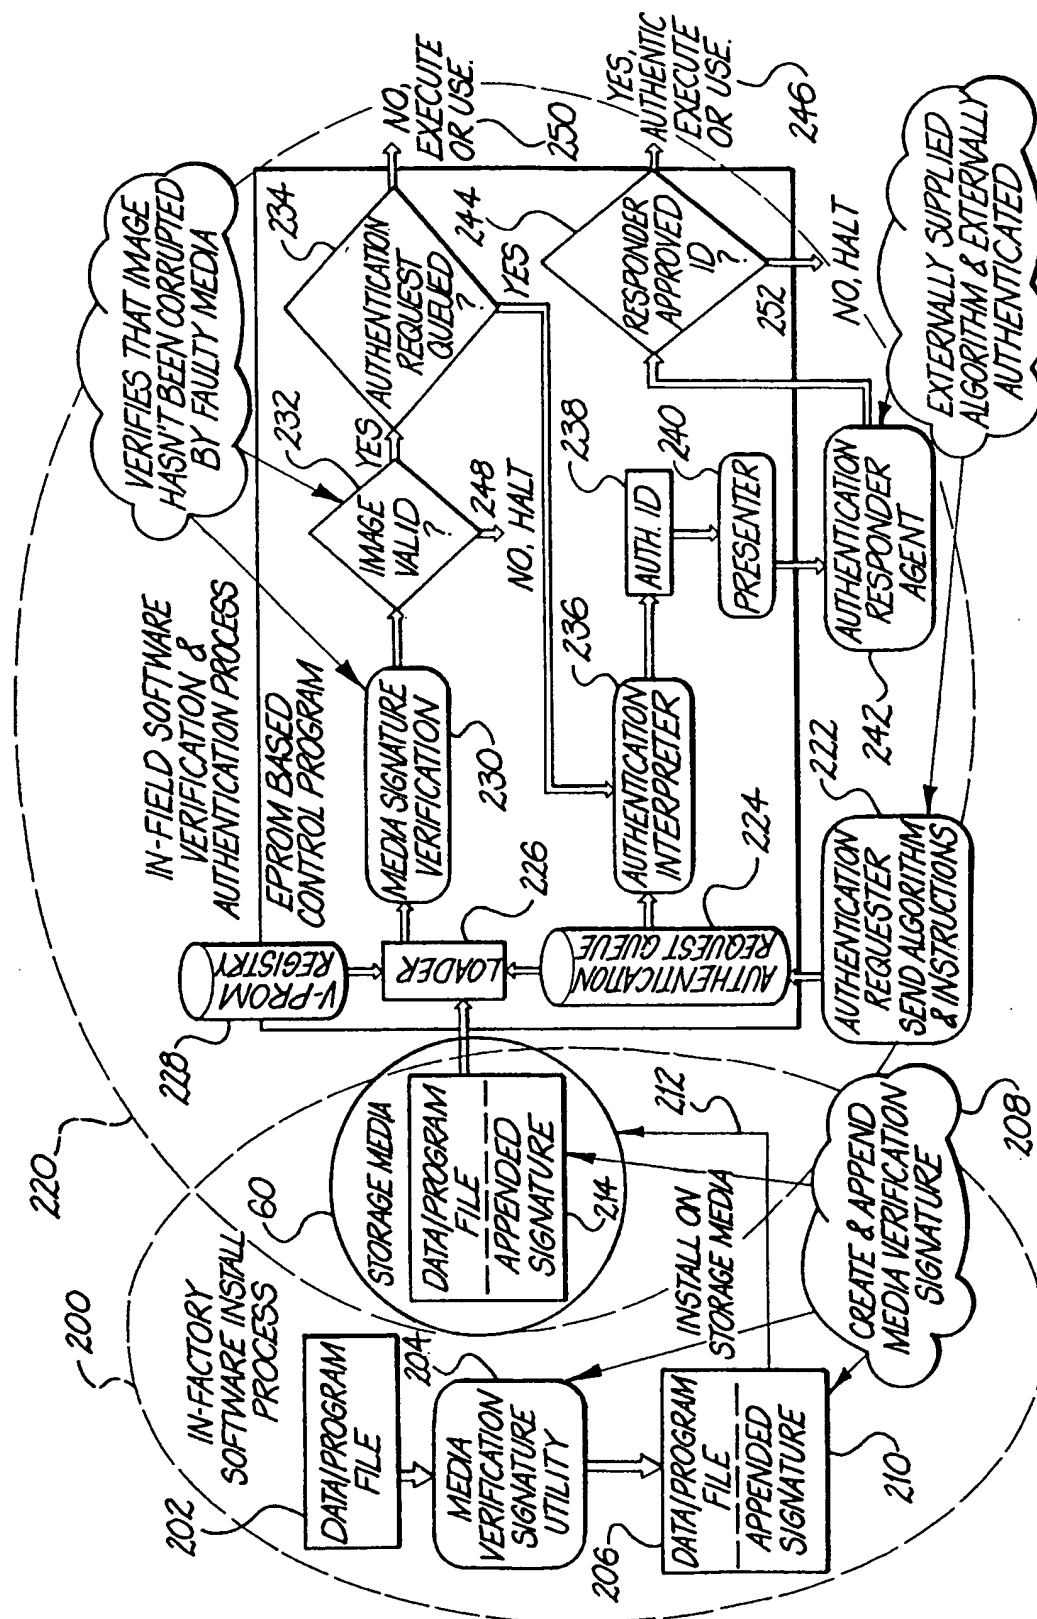 200
IN-FACTORY
SOFTWARE INSTALL
PROCESS
202
DATA/PROGRAM
FILE
204
MEDIA
VERIFICATION
SIGNATURE
UTILITY
206
DATA/PROGRAM
FILE
APPENDED
SIGNATURE
210
INSTALL ON
STORAGE MEDIA
212
CREATE & APPEND
MEDIA VERIFICATION
SIGNATURE
208
60
STORAGE MEDIA
DATA/PROGRAM
FILE
APPENDED
SIGNATURE
214
220
IN-FIELD SOFTWARE
VERIFICATION &
AUTHENTICATION PROCESS
228
V-PROM
REGISTRY
EPROM BASED
CONTROL PROGRAM
LOADER
226
AUTHENTICATION
REQUEST QUEUE
224
AUTHENTICATION
REQUESTER
SEND ALGORITHM
& INSTRUCTIONS
222
MEDIA SIGNATURE
VERIFICATION
230
VERIFIES THAT IMAGE
HASN'T BEEN CORRUPTED
BY FAULTY MEDIA
IMAGE
VALID
?
232
YES
248
NO, HALT
AUTHENTICATION
REQUEST
QUEUED
?
234
YES
NO,
EXECUTE
OR USE.
250
AUTHENTICATION
INTERPRETER
236
AUTH. ID
238
PRESENTER
240
AUTHENTICATION
RESPONDER
AGENT
242
RESPONDER
APPROVED
ID
?
244
YES,
AUTHENTIC
EXECUTE
OR USE.
246
252
NO, HALT
EXTERNALLY SUPPLIED
ALGORITHM & EXTERNALLY
AUTHENTICATED